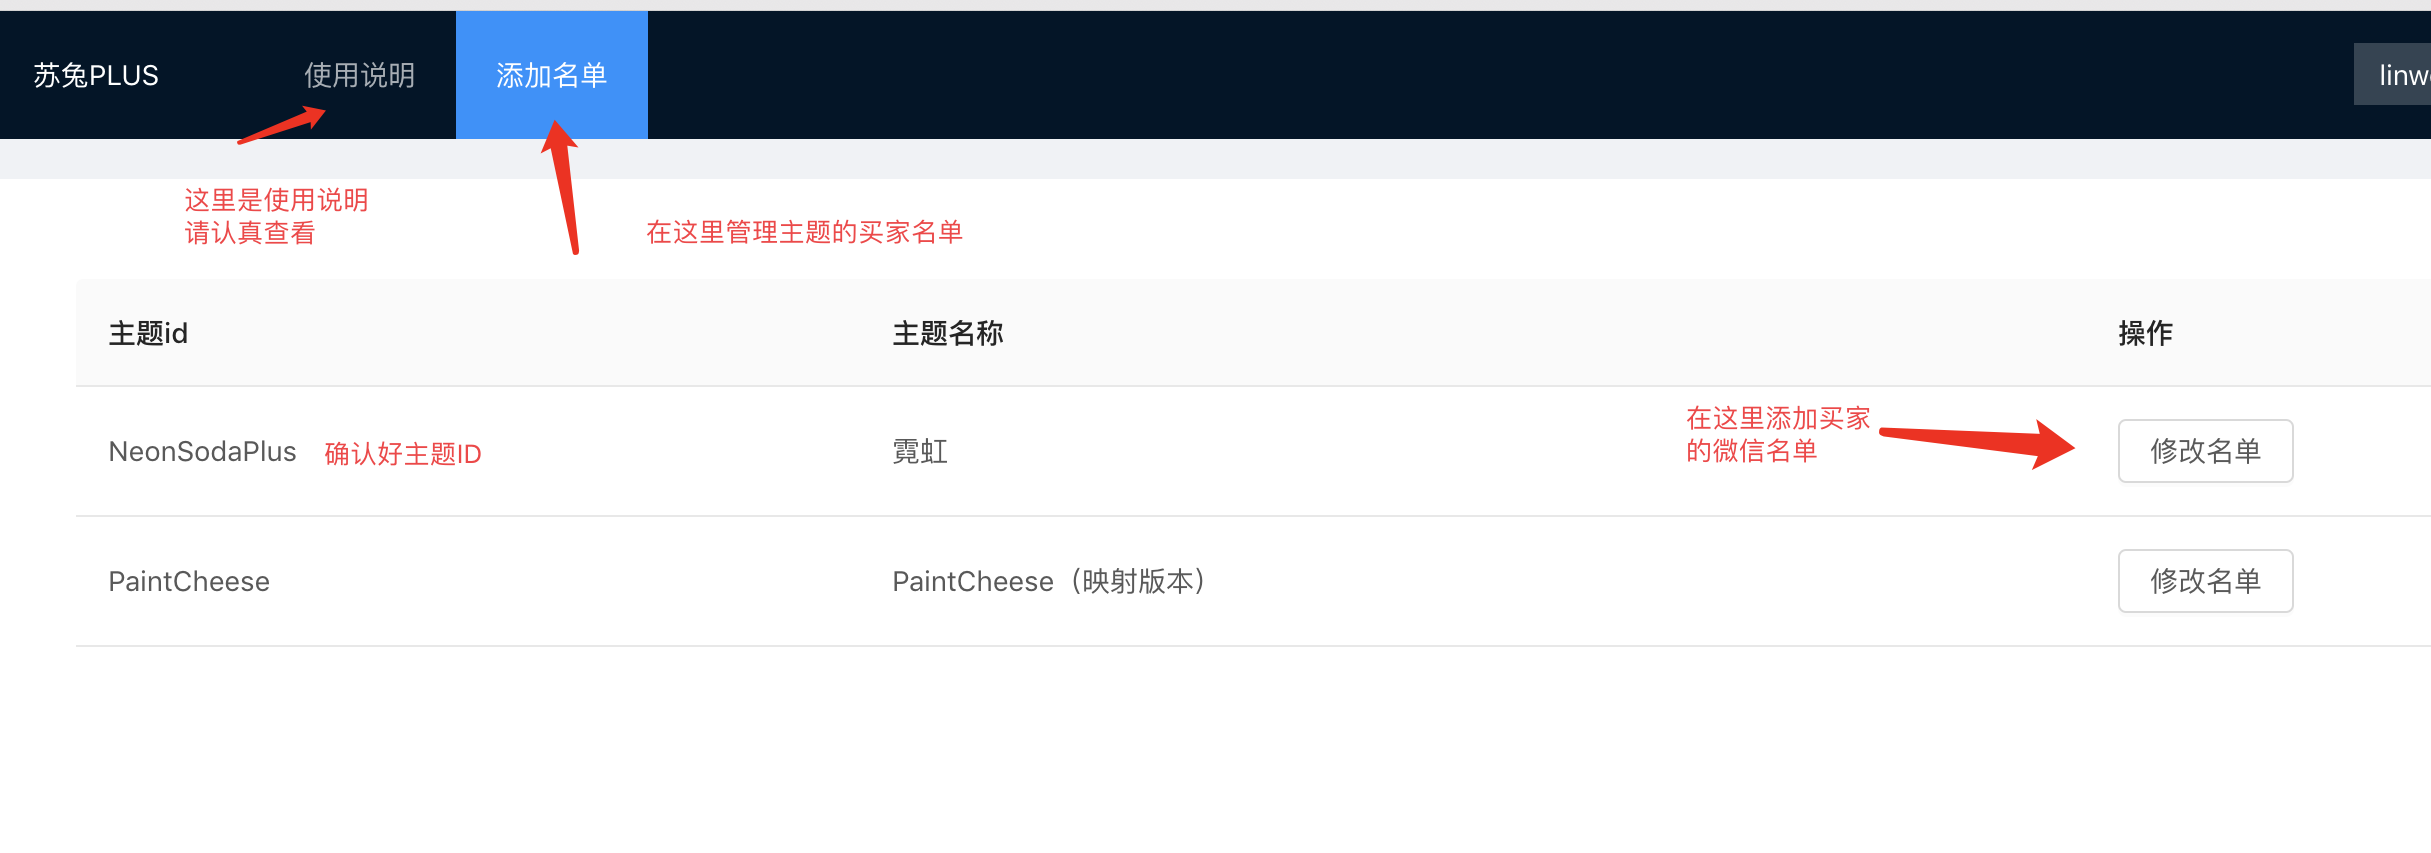 苏兔PLUS
使用说明
添加名单
这里是使用说明
请认真查看
在这里管理主题的买家名单
主题id
主题名称
操作
NeonSodaPlus
确认好主题ID
霓虹
在这里添加买家
的微信名单
修改名单
PaintCheese
PaintCheese（映射版本）
修改名单